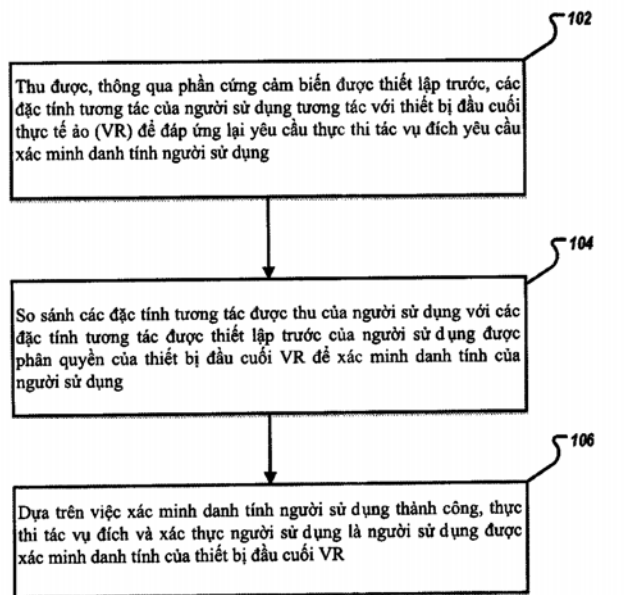 102
Thu được, thông qua phần cứng cảm biến được thiết lập trước, các
đặc tính tương tác của người sử dụng tương tác với thiết bị đầu cuối
thực tế ảo (VR) để đáp ứng lại yêu cầu thực thi tác vụ đích yêu cầu
xác minh danh tính người sử dụng
104
So sánh các đặc tính tương tác được thu của người sử dụng với các
đặc tính tương tác được thiết lập trước của người sử dụng được
phân quyền của thiết bị đầu cuối VR để xác minh danh tính của
người sử dụng
106
Dựa trên việc xác minh danh tính người sử dụng thành công, thực
thi tác vụ đích và xác thực người sử dụng là người sử dụng được
xác minh danh tính của thiết bị đầu cuối VR